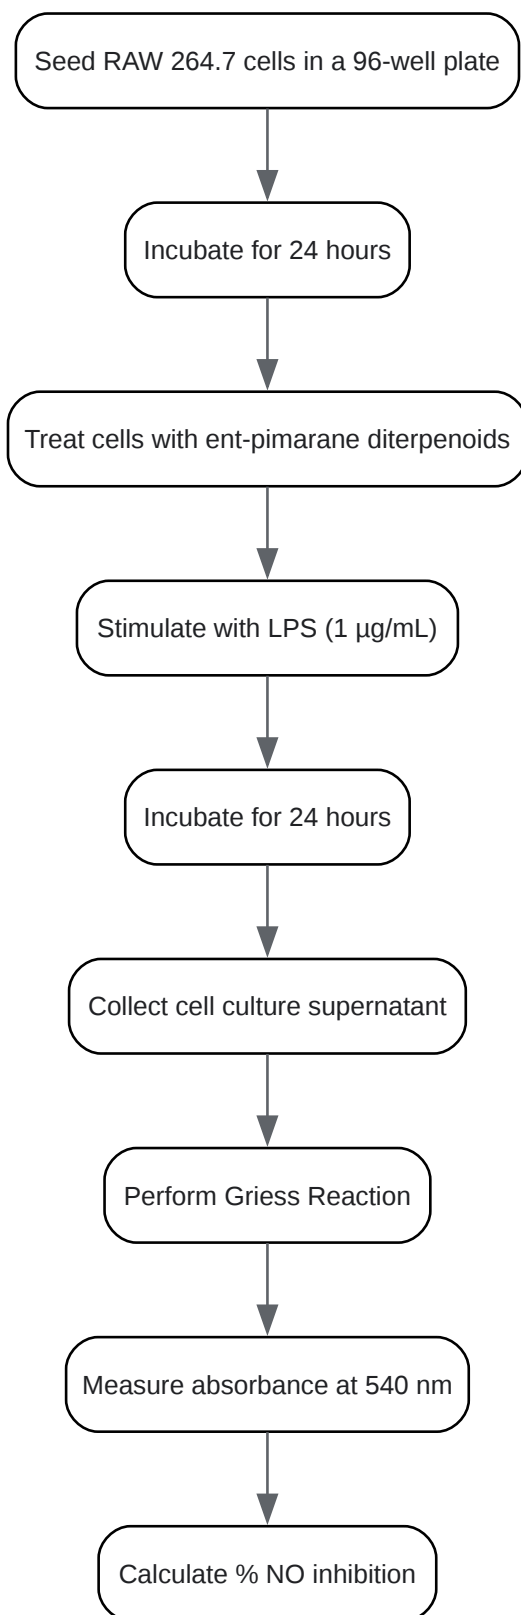 Seed RAW 264.7 cells in a 96-well plate
Incubate for 24 hours
Treat cells with ent-pimarane diterpenoids
Stimulate with LPS (1 µg/mL)
Incubate for 24 hours
Collect cell culture supernatant
Perform Griess Reaction
Measure absorbance at 540 nm
Calculate % NO inhibition